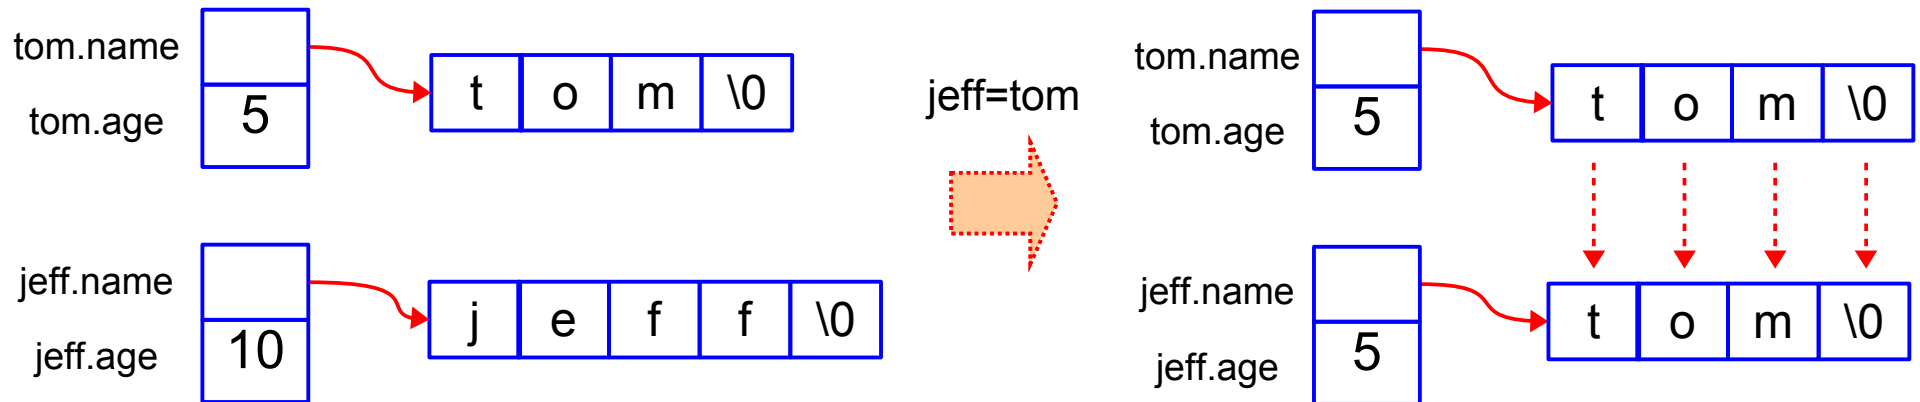 tom.name
t o m \0
tom.age
5
jeff.name
j e f f \0
jeff.age
10
jeff=tom
tom.name
t o m \0
tom.age
5
jeff.name
t o m \0
jeff.age
5